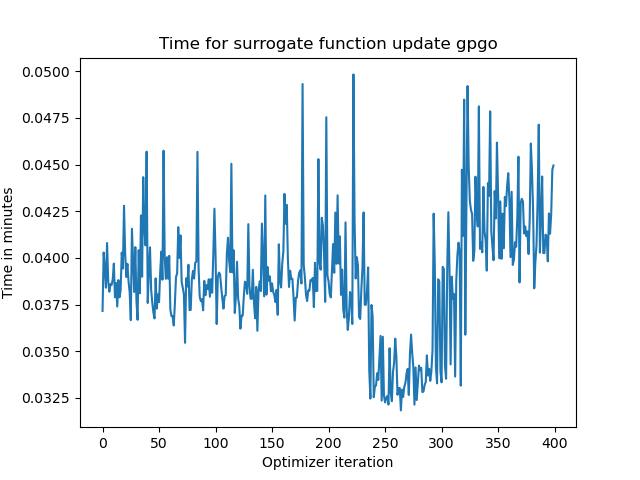 Time for surrogate function update gpgo
0.0500
0.0475
0.0450
0.0425
0.0400
0.0375
0.0350
0.0325
Time in minutes
0 50 100 150 200 250 300 350 400
Optimizer iteration